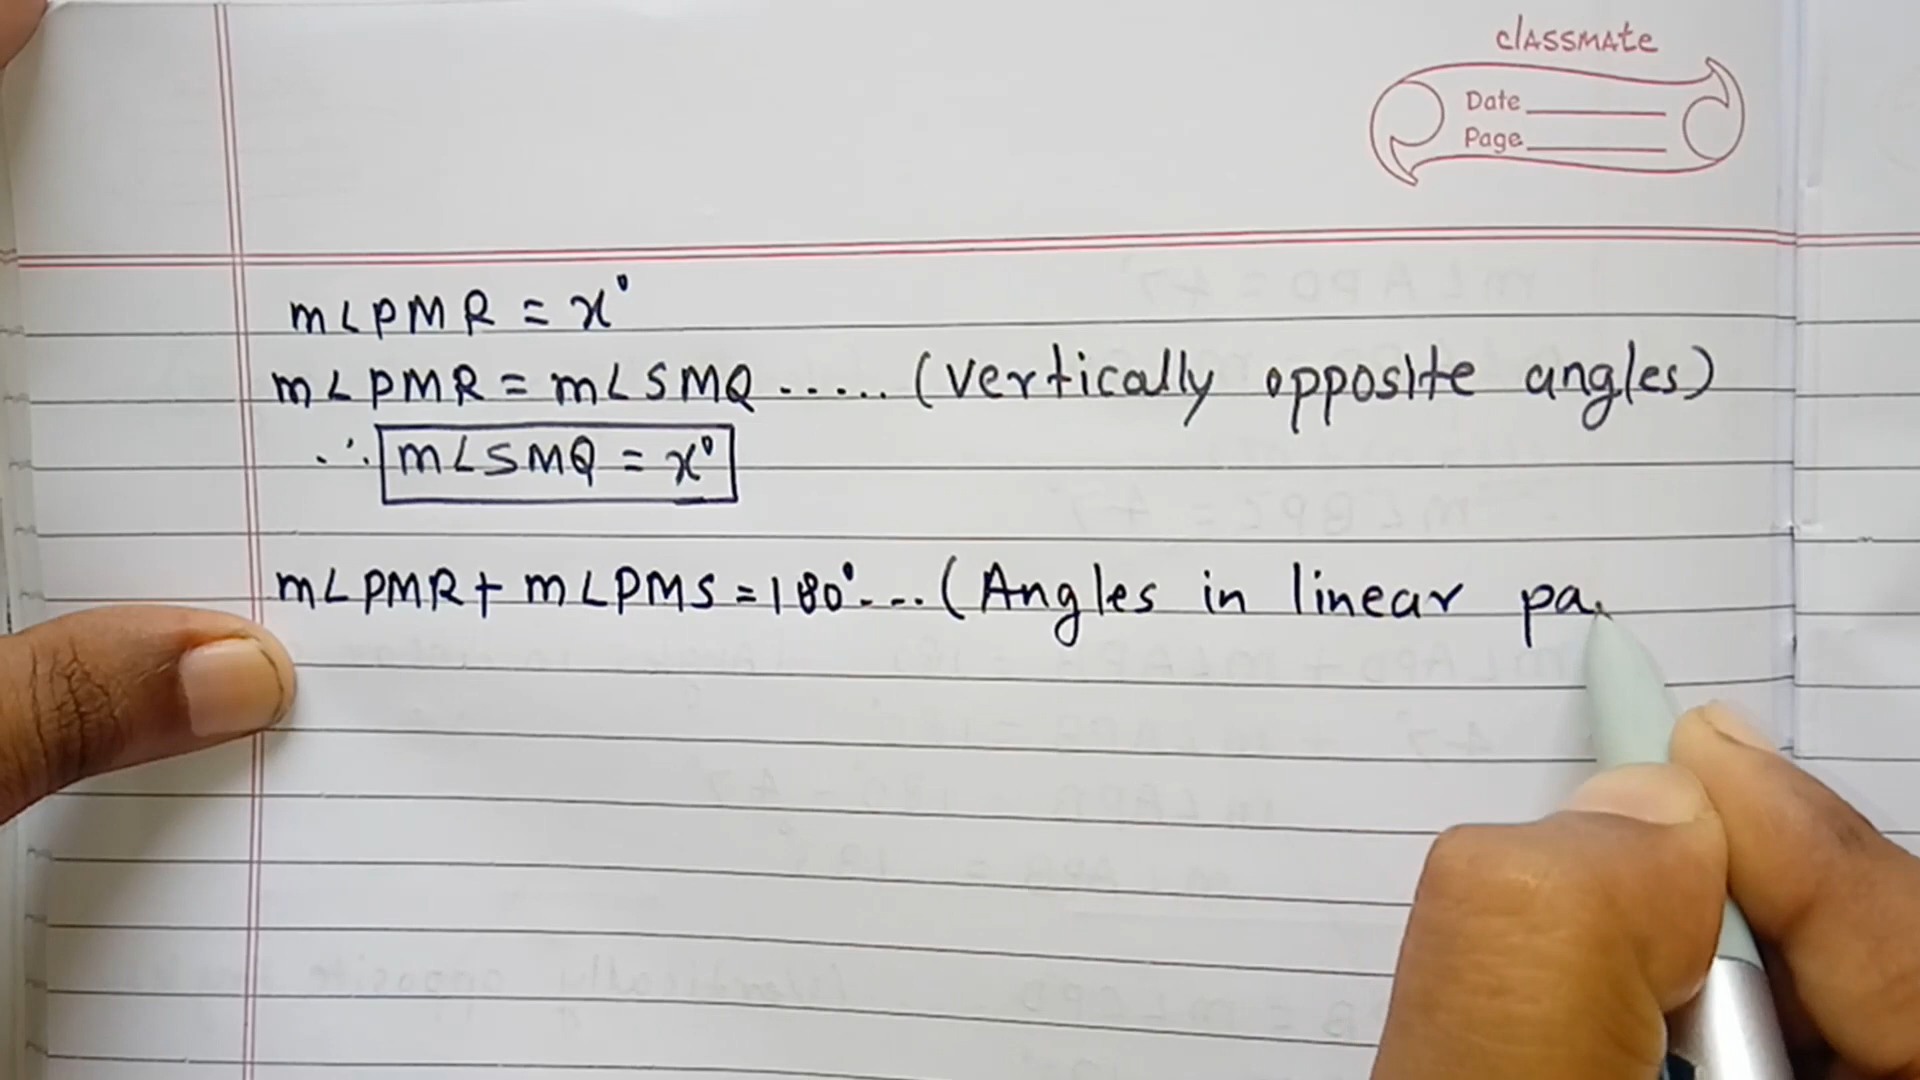 classmate
Date
Page
m∠PMR = x°
m∠PMR = m∠SMQ ..... (vertically opposite angles)
∴ m∠SMQ = x°
m∠PMR + m∠PMS = 180° ... (Angles in linear pa